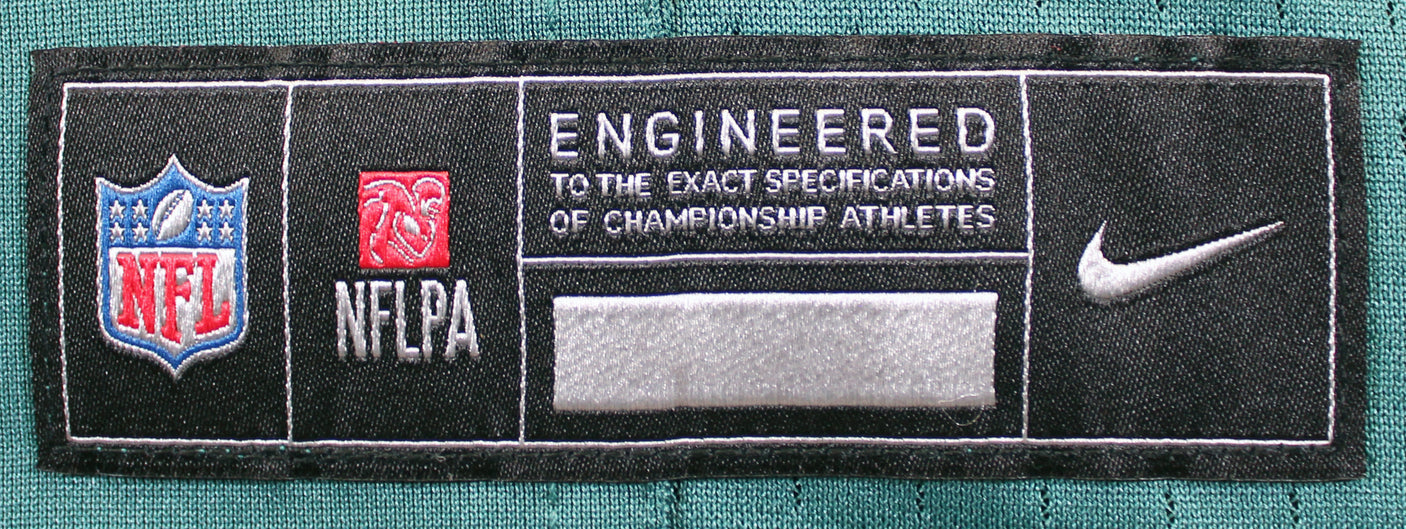 NFL
NFLPA
ENGINEERED
TO THE EXACT SPECIFICATIONS
OF CHAMPIONSHIP ATHLETES